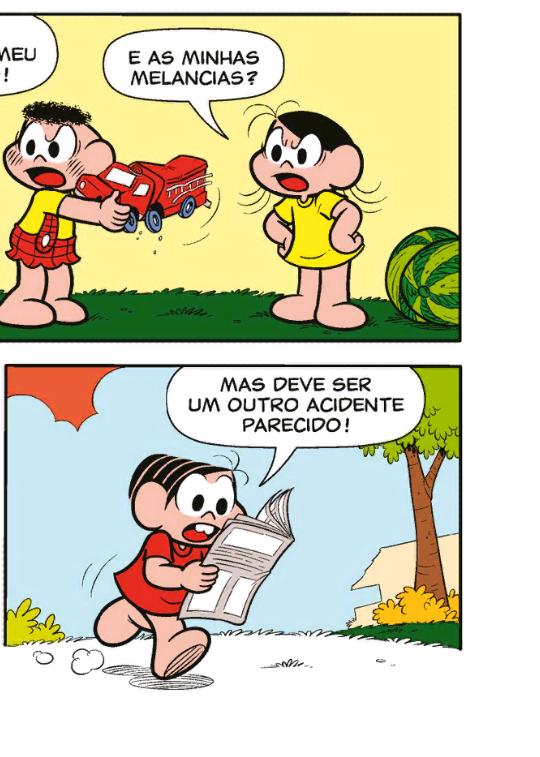 MEU
!
E AS MINHAS
MELANCIAS?
MAS DEVE SER
UM OUTRO ACIDENTE
PARECIDO!